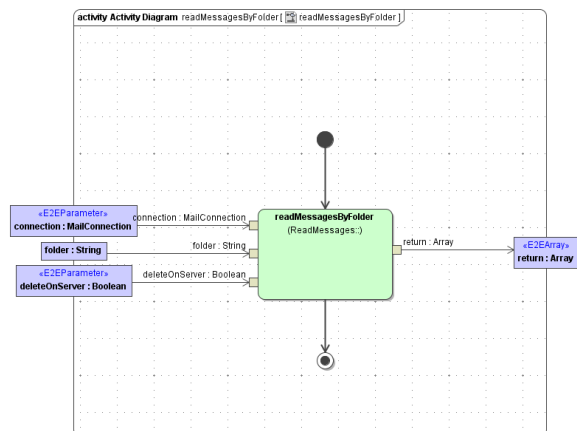 activity Activity Diagram readMessagesByFolder [ readMessagesByFolder ]
«E2EParameter»
connection : MailConnection
connection : MailConnection
folder : String
folder : String
«E2EParameter»
deleteOnServer : Boolean
deleteOnServer : Boolean
readMessagesByFolder
(ReadMessages::)
return : Array
«E2EArray»
return : Array